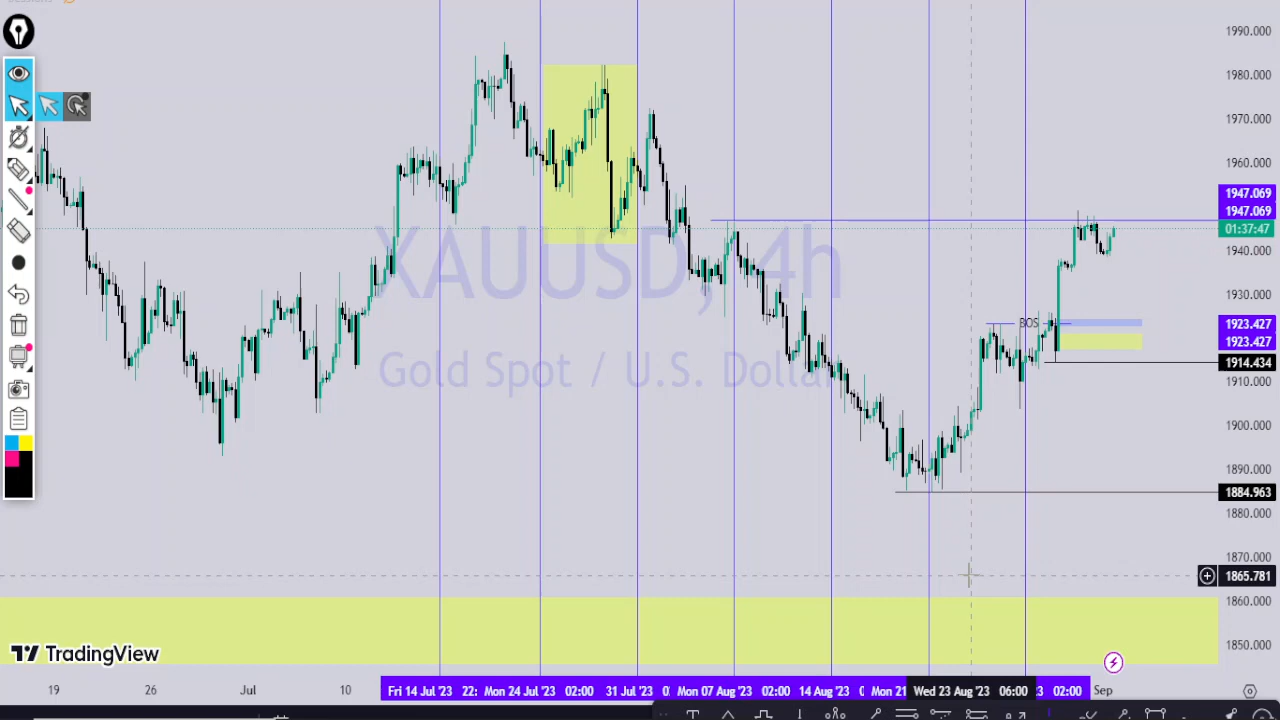 1990.000
1980.000
1970.000
1960.000
1947.069
1947.069
01:37:47
1940.000
XAUUSD, 4h
1930.000
BOS
1923.427
1923.427
1914.434
Gold Spot / U.S. Dollar
1910.000
1900.000
1890.000
1884.963
1880.000
1870.000
1865.781
1860.000
1850.000
TradingView
19
26
Jul
10
Fri 14 Jul '23
22:
Mon 24 Jul '23
02:00
31 Jul '23
Mon 07 Aug '23
02:00
14 Aug '23
Mon 21
Wed 23 Aug '23
06:00
02:00
Sep